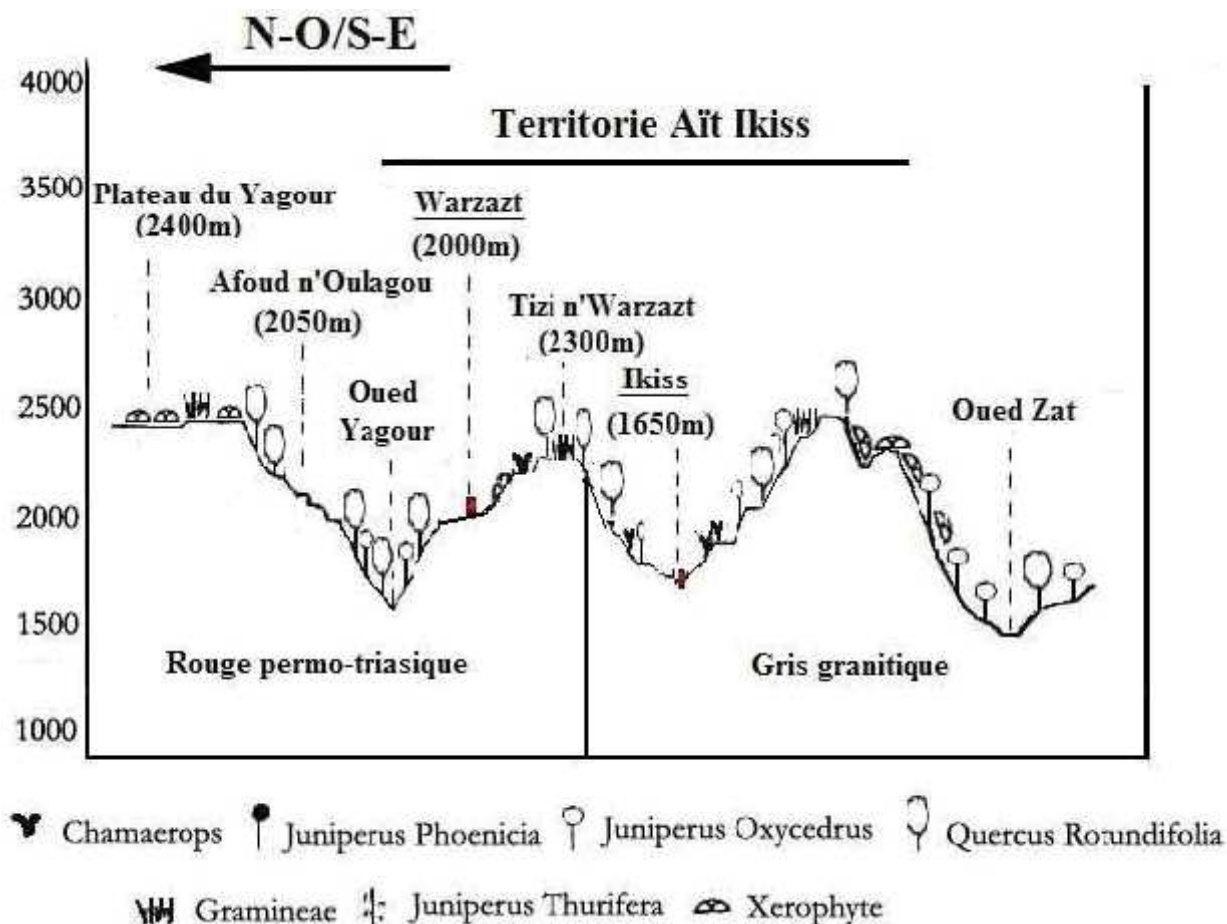 N-O/S-E
4000
Territorie Aït Ikiss
3500
Plateau du Yagour
(2400m)
Warzazt
(2000m)
3000
Afoud n'Oulagou
(2050m)
Tizi n'Warzazt
(2300m)
2500
Oued
Yagour
Ikiss
(1650m)
Oued Zat
2000
1500
Rouge permo-triasique
Gris granitique
1000
Chamaerops
Juniperus Phoenicia
Juniperus Oxycedrus
Quercus Rotundifolia
Gramineae
Juniperus Thurifera
Xerophyte